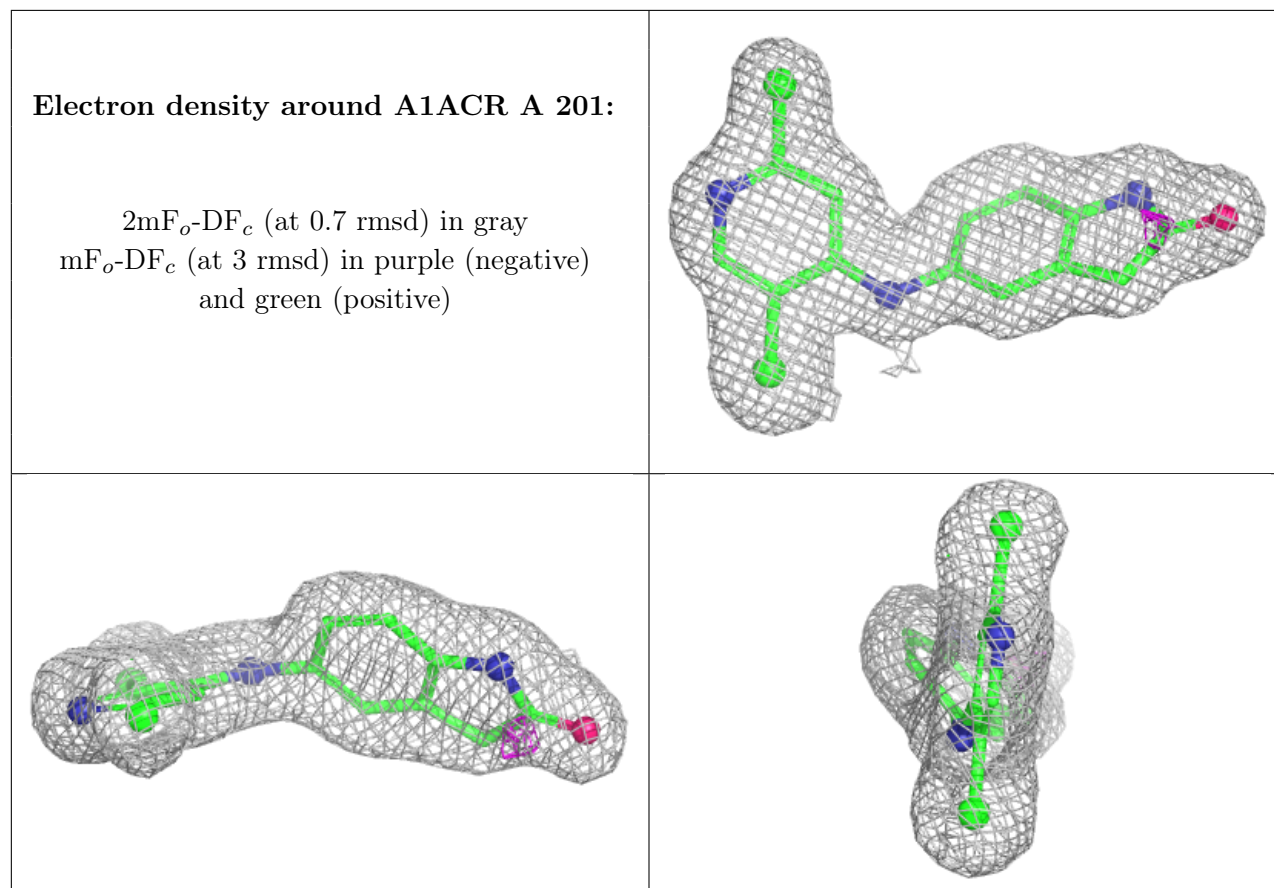 Electron density around A1ACR A 201:
2mFₒ-DF𝒸 (at 0.7 rmsd) in gray
mFₒ-DF𝒸 (at 3 rmsd) in purple (negative)
and green (positive)